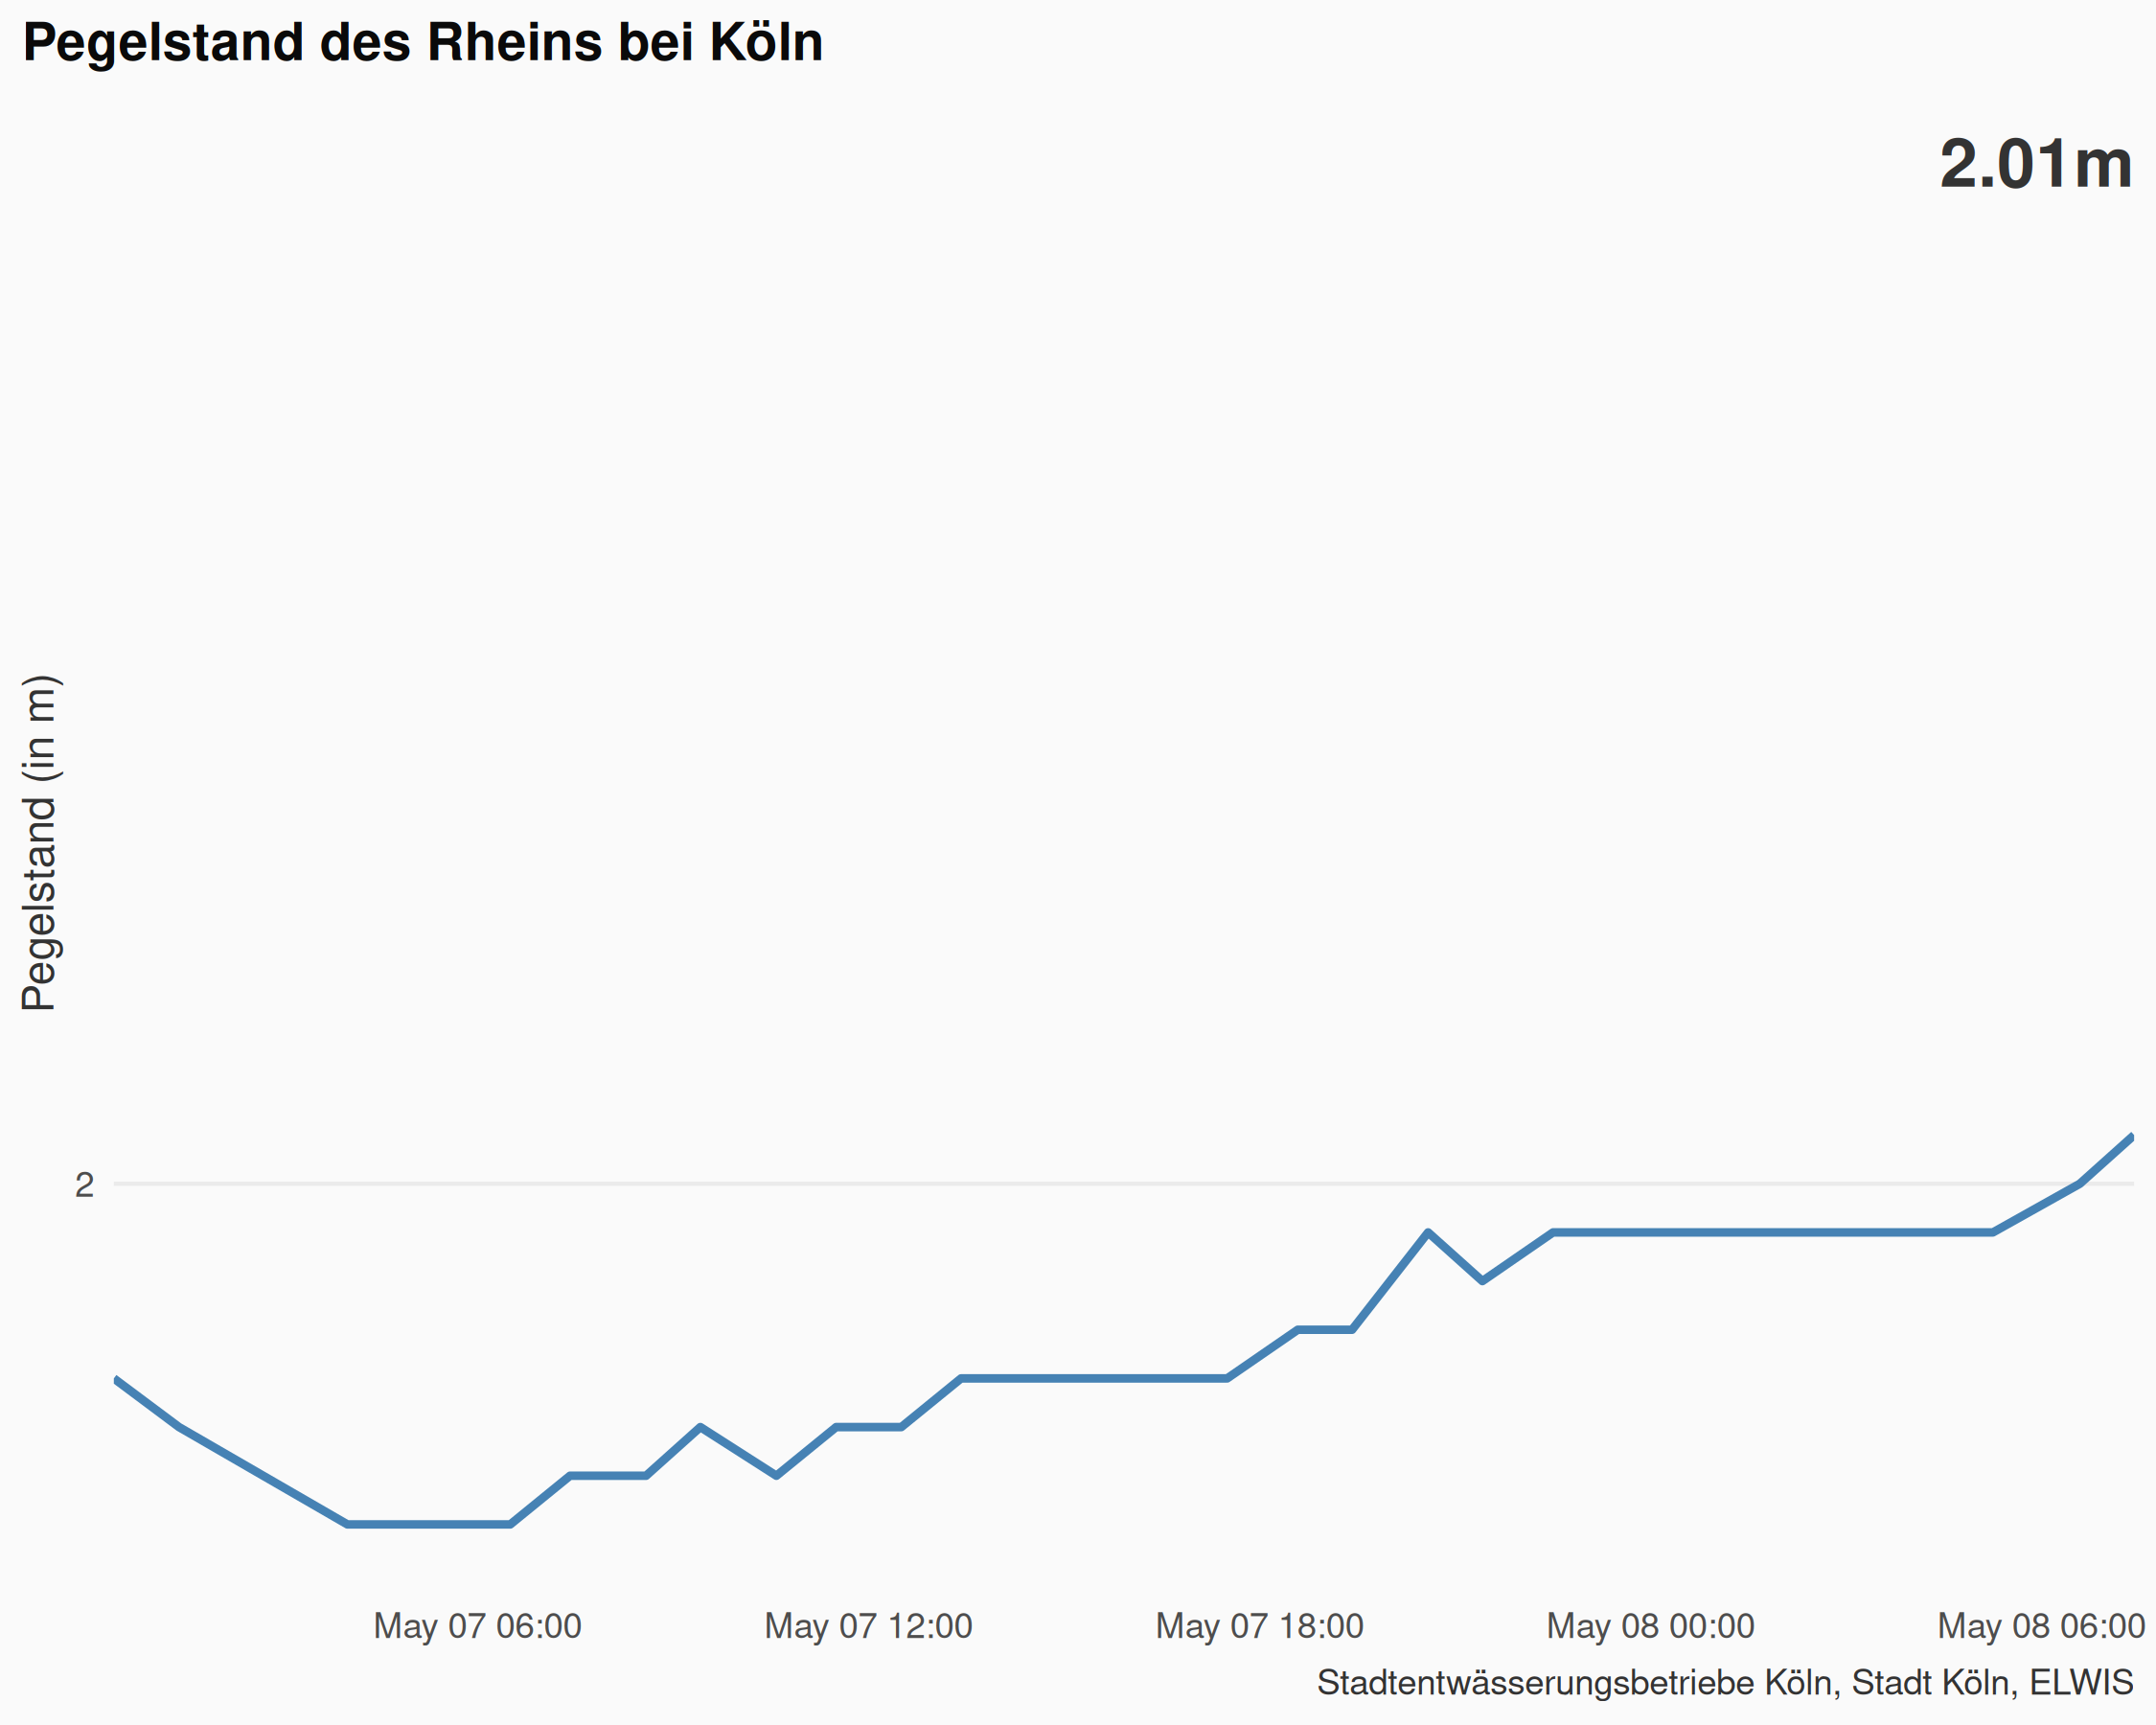 Pegelstand des Rheins bei Köln
2.01m
Pegelstand (in m)
2
May 07 06:00
May 07 12:00
May 07 18:00
May 08 00:00
May 08 06:00
Stadtentwässerungsbetriebe Köln, Stadt Köln, ELWIS